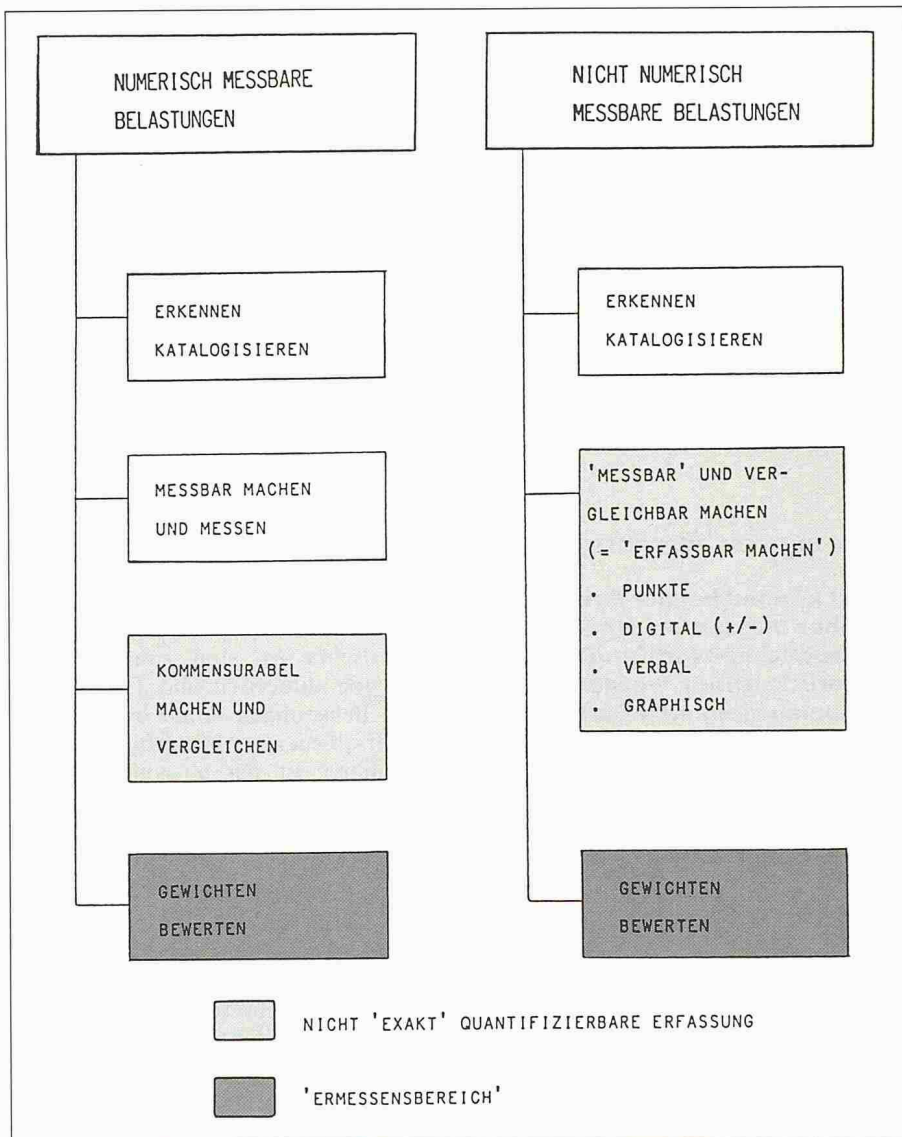 NUMERISCH MESSBARE
BELASTUNGEN
ERKENNEN
KATALOGISIEREN
MESSBAR MACHEN
UND MESSEN
KOMMENSURABEL
MACHEN UND
VERGLEICHEN
GEWICHTEN
BEWERTEN
NICHT NUMERISCH
MESSBARE BELASTUNGEN
ERKENNEN
KATALOGISIEREN
'MESSBAR' UND VER-
GLEICHBAR MACHEN
(= 'ERFASSBAR MACHEN')
. PUNKTE
. DIGITAL (+/-)
. VERBAL
. GRAPHISCH
GEWICHTEN
BEWERTEN
NICHT 'EXAKT' QUANTIFIZIERBARE ERFASSUNG
'ERMESSENSBEREICH'